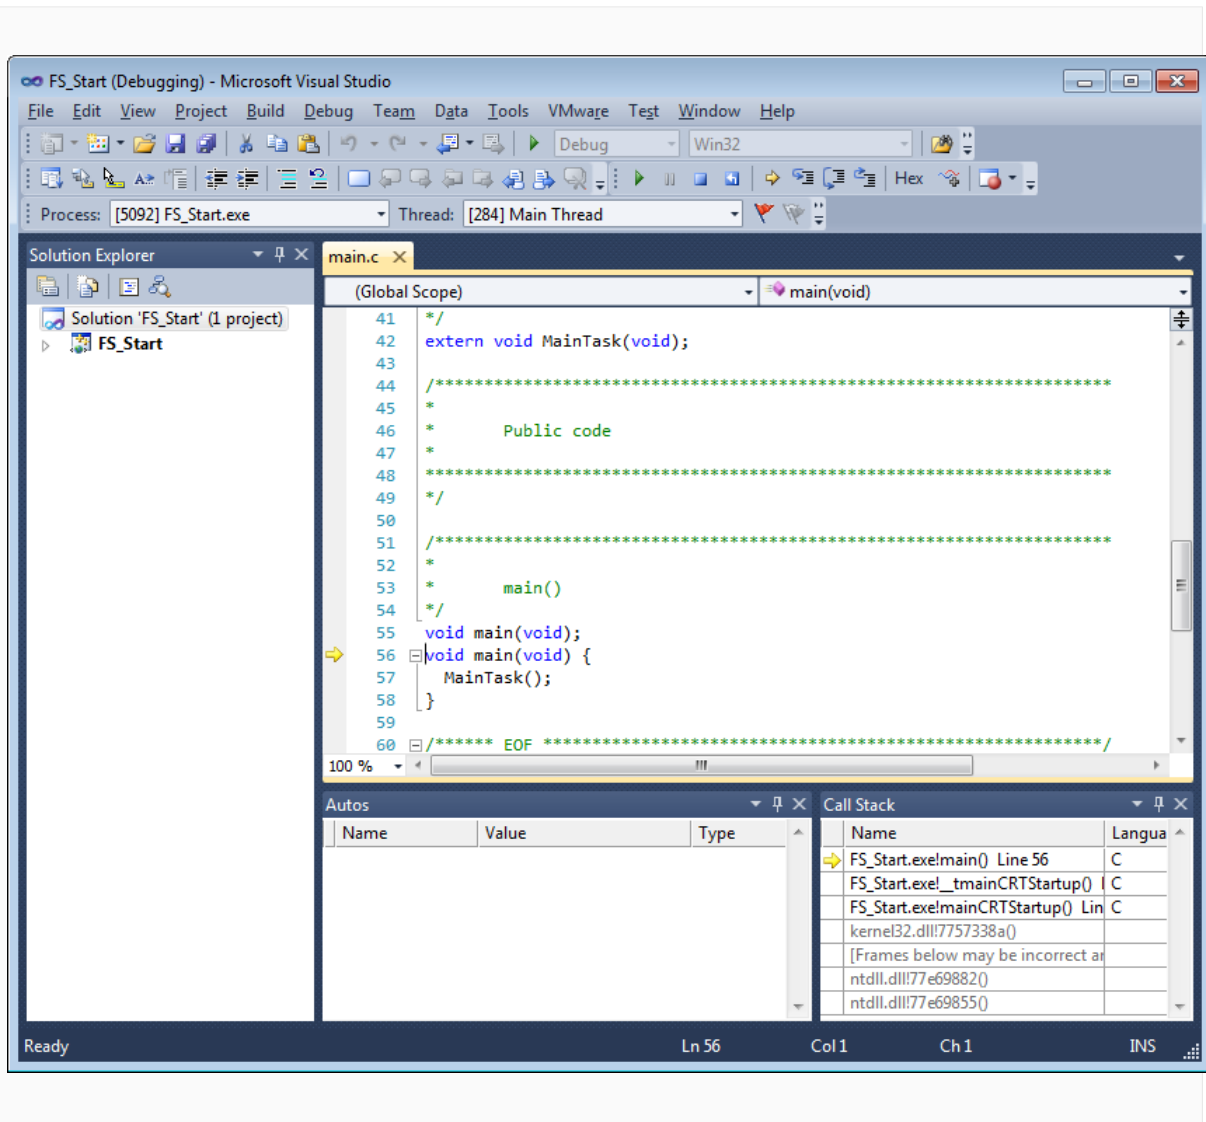 FS_Start (Debugging) - Microsoft Visual Studio
File Edit View Project Build Debug Team Data Tools VMware Test Window Help
Debug Win32
Hex
Process: [5092] FS_Start.exe Thread: [284] Main Thread
Solution Explorer
main.c
(Global Scope) main(void)
Solution 'FS_Start' (1 project)
FS_Start
41 */
42 extern void MainTask(void);
43
44 /*********************************************************************
45 *
46 * Public code
47 *
48 **********************************************************************
49 */
50
51 /*********************************************************************
52 *
53 * main()
54 */
55 void main(void);
56 void main(void) {
57 MainTask();
58 }
59
60 /****** EOF *********************************************************/
100 %
Autos
Name Value Type
Call Stack
Name Langua
FS_Start.exe!main() Line 56 C
FS_Start.exe!__tmainCRTStartup() C
FS_Start.exe!mainCRTStartup() Lin C
kernel32.dll!7757338a()
[Frames below may be incorrect ar
ntdll.dll!77e69882()
ntdll.dll!77e69855()
Ready Ln 56 Col 1 Ch 1 INS